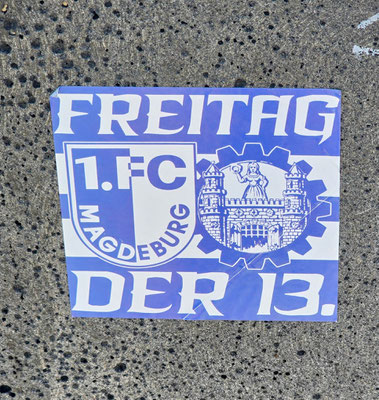 FREITAG
1. FC
MAGDEBURG
DER 13.